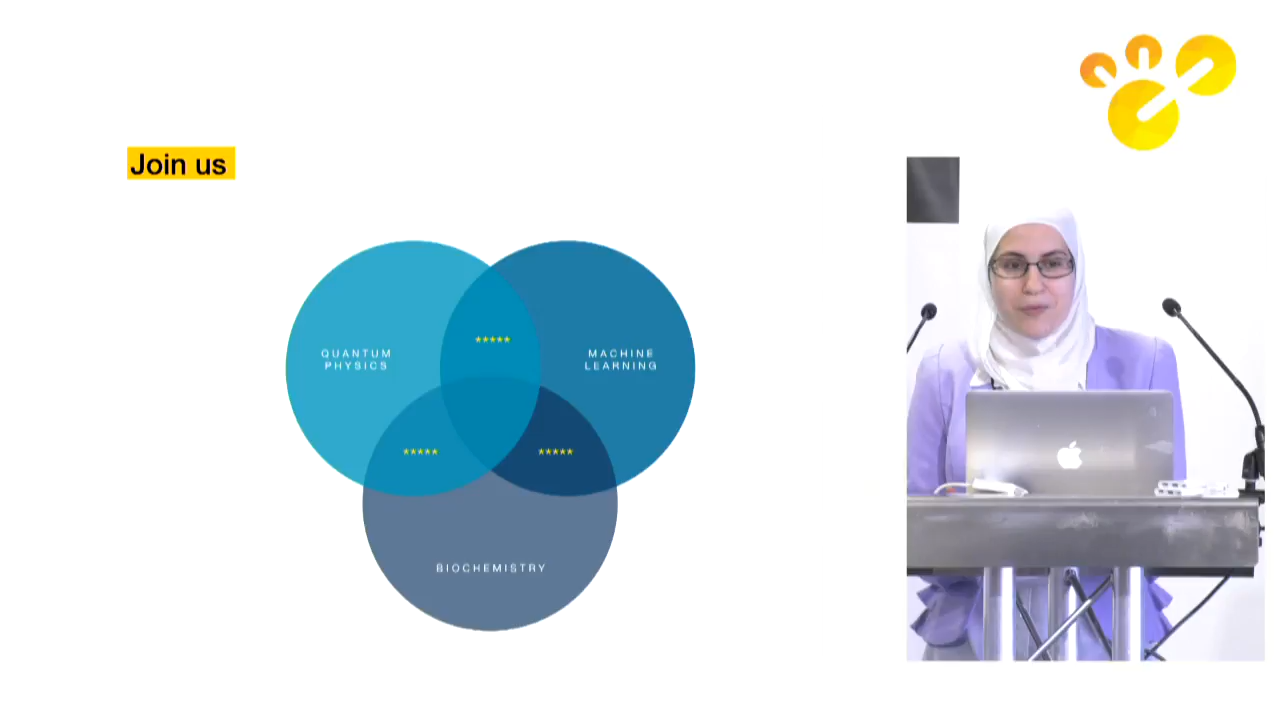 Join us
*****
QUANTUM
PHYSICS
MACHINE
LEARNING
*****
*****
BIOCHEMISTRY